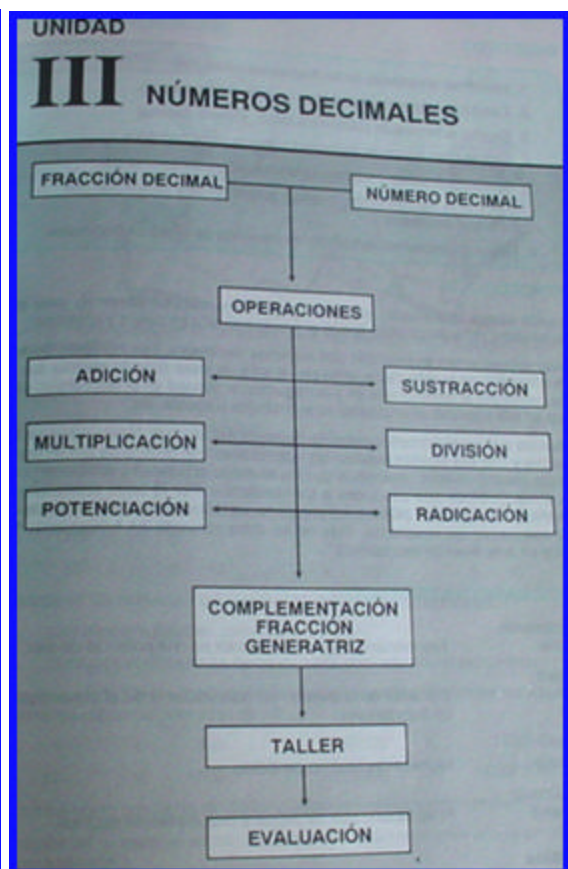 UNIDAD
III NÚMEROS DECIMALES
FRACCIÓN DECIMAL
NÚMERO DECIMAL
OPERACIONES
ADICIÓN
SUSTRACCIÓN
MULTIPLICACIÓN
DIVISIÓN
POTENCIACIÓN
RADICACIÓN
COMPLEMENTACIÓN
FRACCIÓN
GENERATRIZ
TALLER
EVALUACIÓN